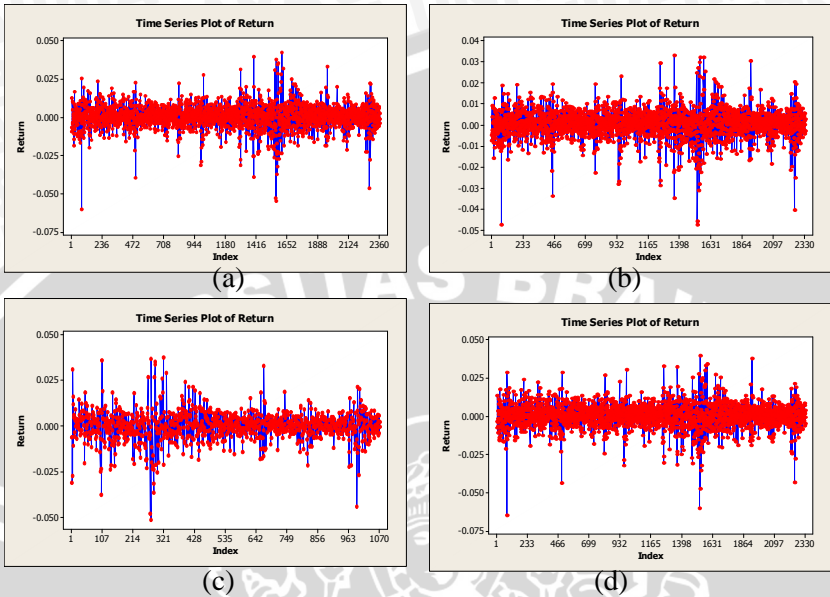 Time Series Plot of Return
0.050
0.025
0.000
-0.025
-0.050
-0.075
Return
1 236 472 708 944 1180 1416 1652 1888 2124 2360
Index
(a)
Time Series Plot of Return
0.04
0.03
0.02
0.01
0.00
-0.01
-0.02
-0.03
-0.04
-0.05
Return
1 233 466 699 932 1165 1398 1631 1864 2097 2330
Index
(b)
Time Series Plot of Return
0.050
0.025
0.000
-0.025
-0.050
Return
1 107 214 321 428 535 642 749 856 963 1070
Index
(c)
Time Series Plot of Return
0.050
0.025
0.000
-0.025
-0.050
-0.075
Return
1 233 466 699 932 1165 1398 1631 1864 2097 2330
Index
(d)